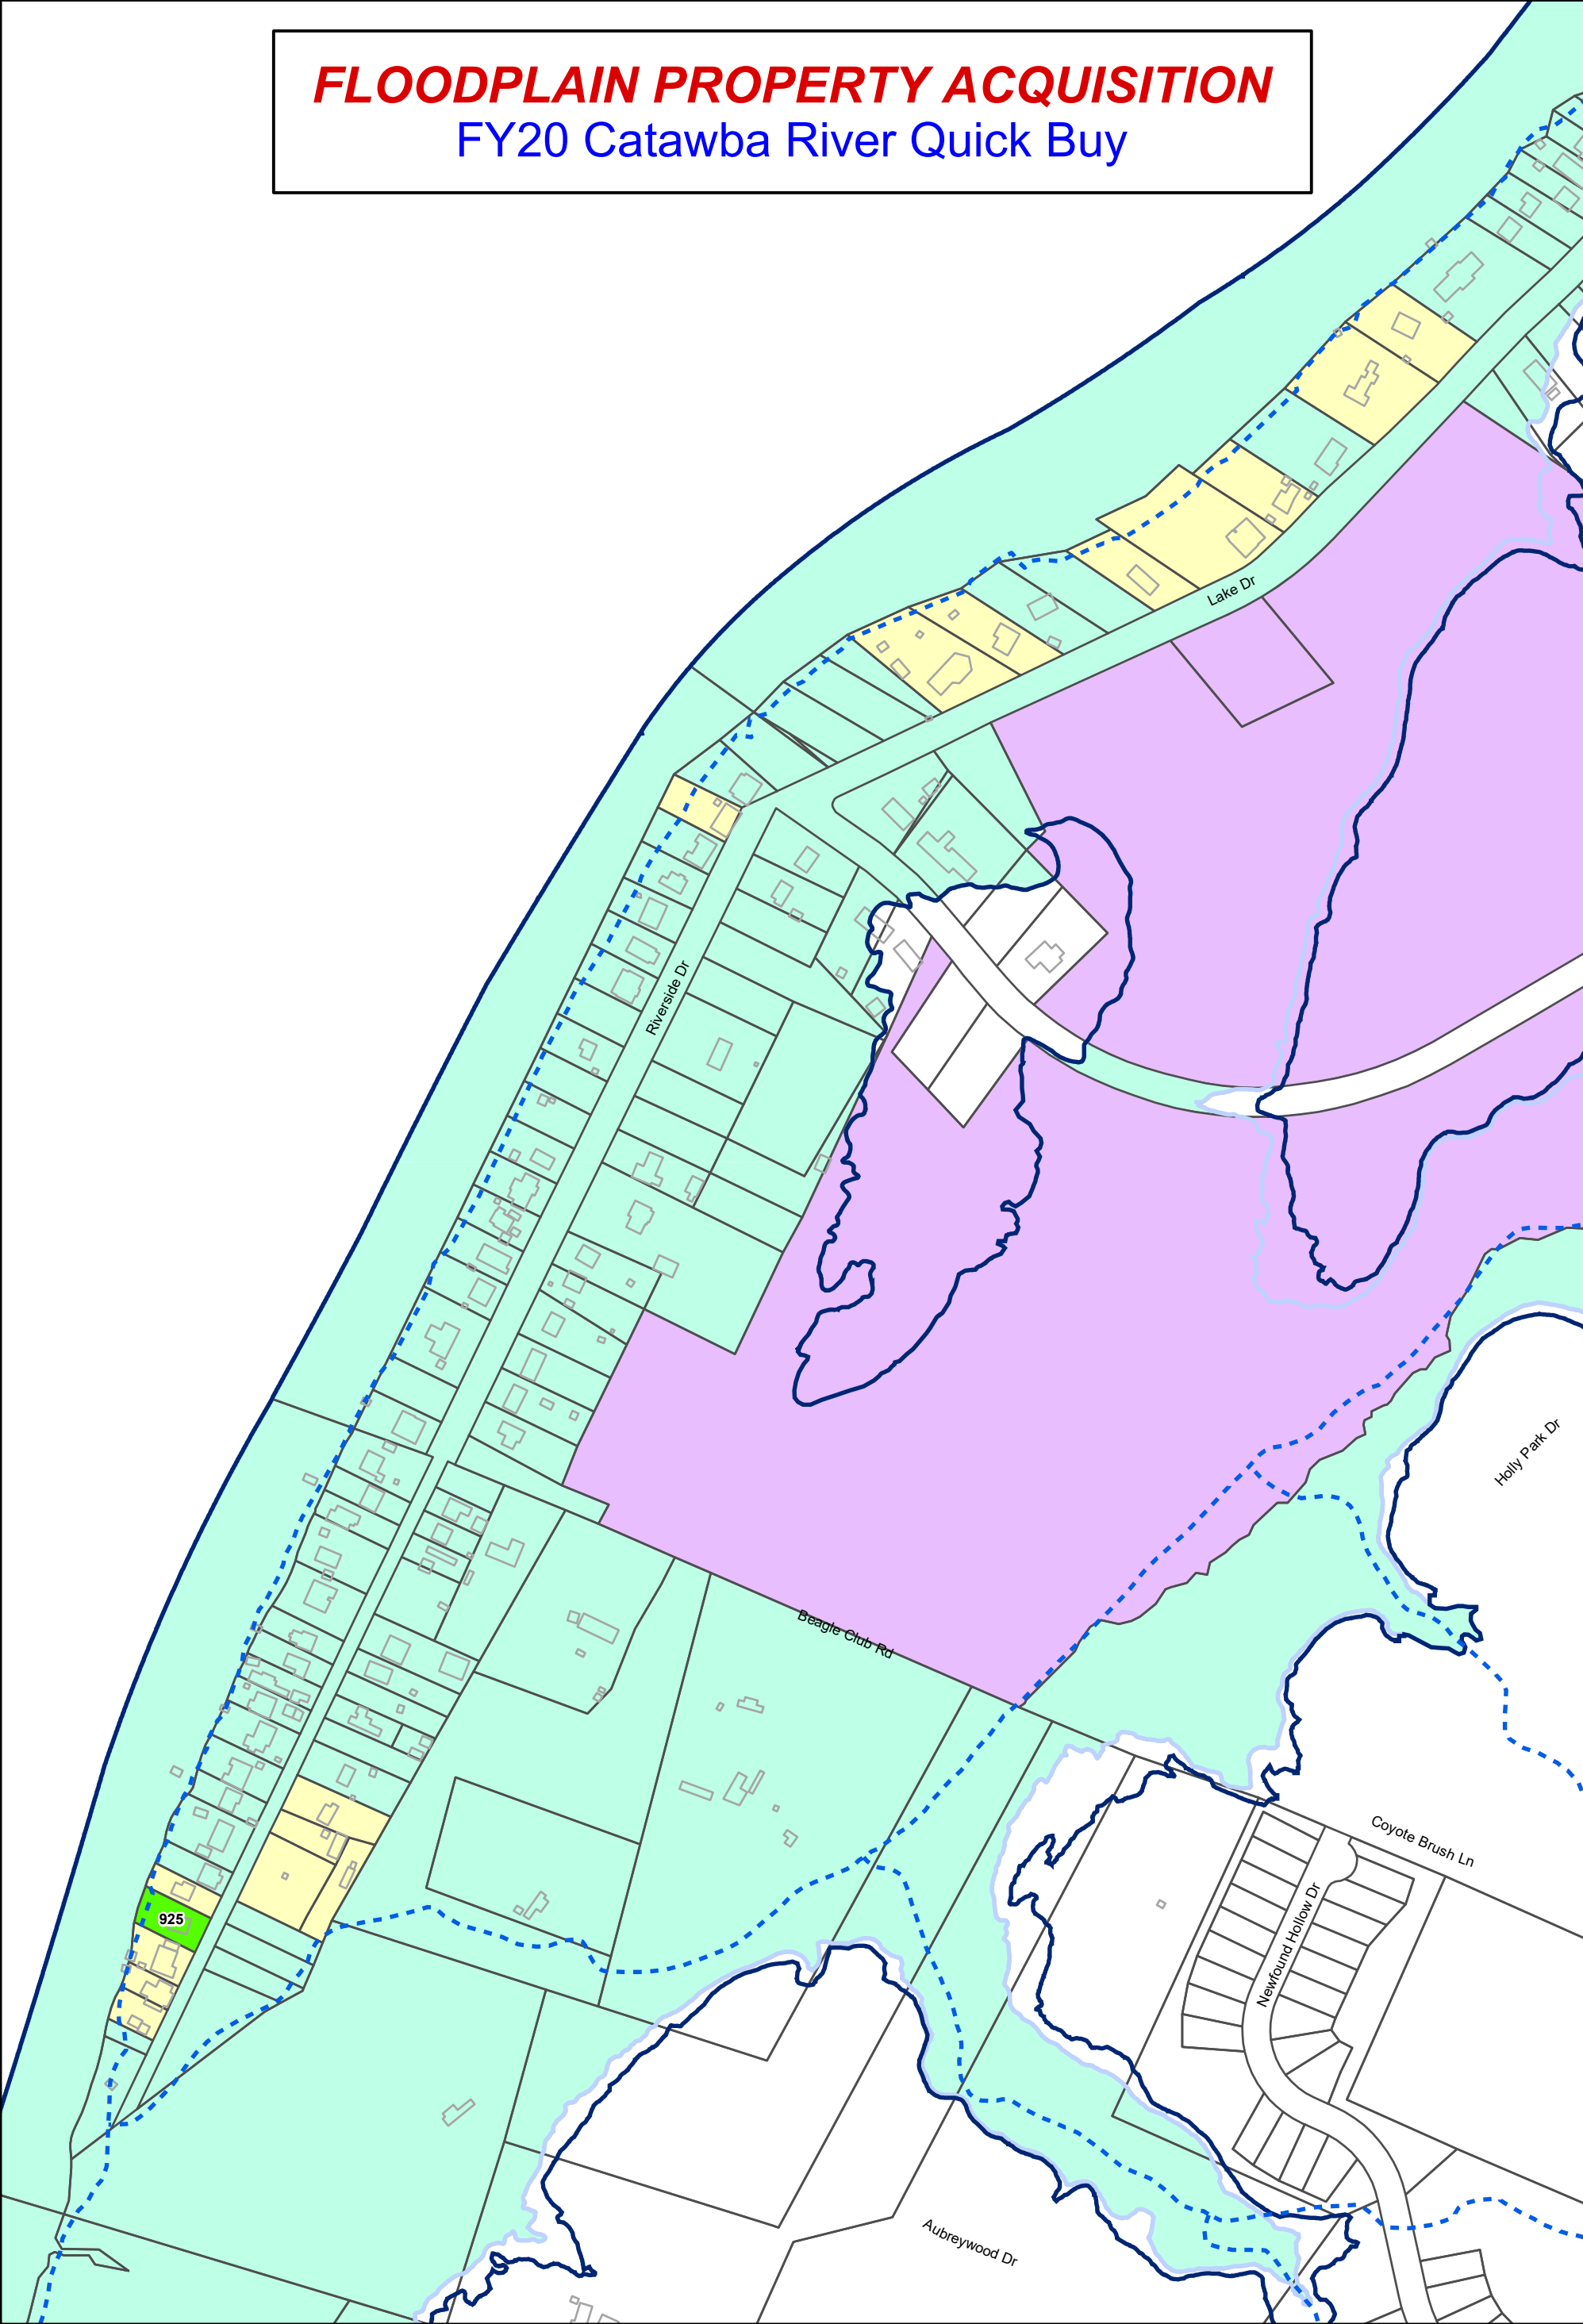 FLOODPLAIN PROPERTY ACQUISITION
FY20 Catawba River Quick Buy
Lake Dr
Riverside Dr
Holly Park Dr
Beagle Club Rd
Coyote Brush Ln
925
Newfound Hollow Dr
Aubreywood Dr